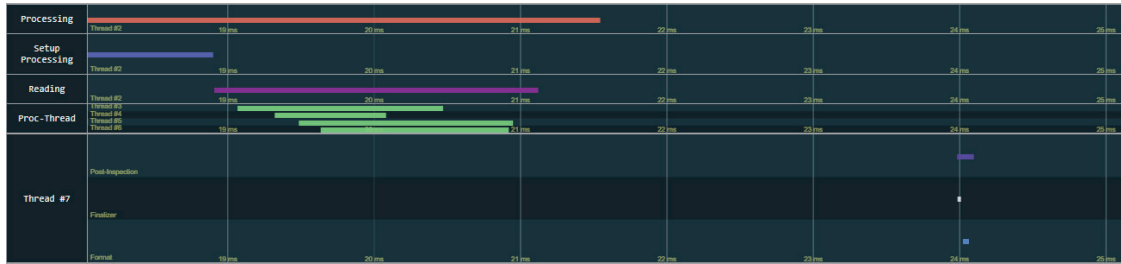 Processing
Thread #2
19 ms 20 ms 21 ms 22 ms 23 ms 24 ms 25 ms
Setup
Processing
Thread #2
19 ms 20 ms 21 ms 22 ms 23 ms 24 ms 25 ms
Reading
Thread #2
19 ms 20 ms 21 ms 22 ms 23 ms 24 ms 25 ms
Proc-Thread
Thread #3
Thread #4
Thread #5
Thread #6
19 ms 20 ms 21 ms 22 ms 23 ms 24 ms 25 ms
Thread #7
Post-Inspection
Finalizer
Format
19 ms 20 ms 21 ms 22 ms 23 ms 24 ms 25 ms